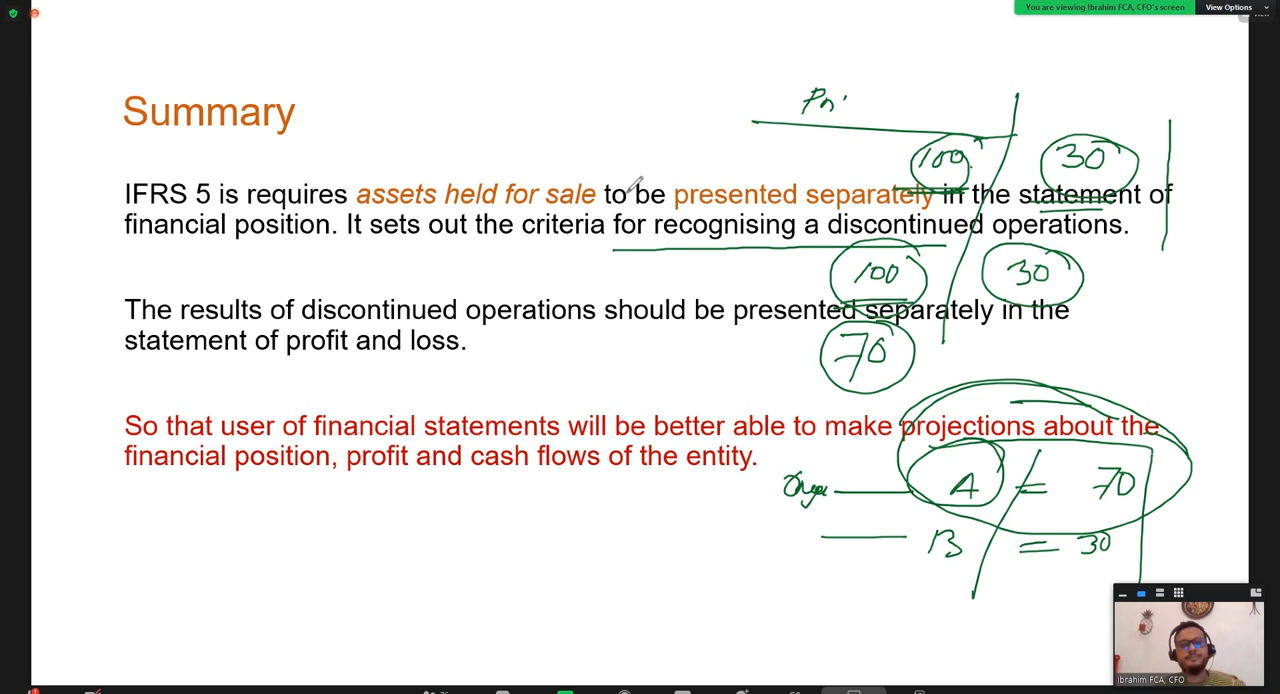 You are viewing Ibrahim FCA, CFO's screen
View Options
Summary
100
30
IFRS 5 is requires assets held for sale to be presented separately in the statement of
financial position. It sets out the criteria for recognising a discontinued operations.
100
30
The results of discontinued operations should be presented separately in the
statement of profit and loss.
70
So that user of financial statements will be better able to make projections about the
financial position, profit and cash flows of the entity.
A = 70
B = 30
Ibrahim FCA, CFO